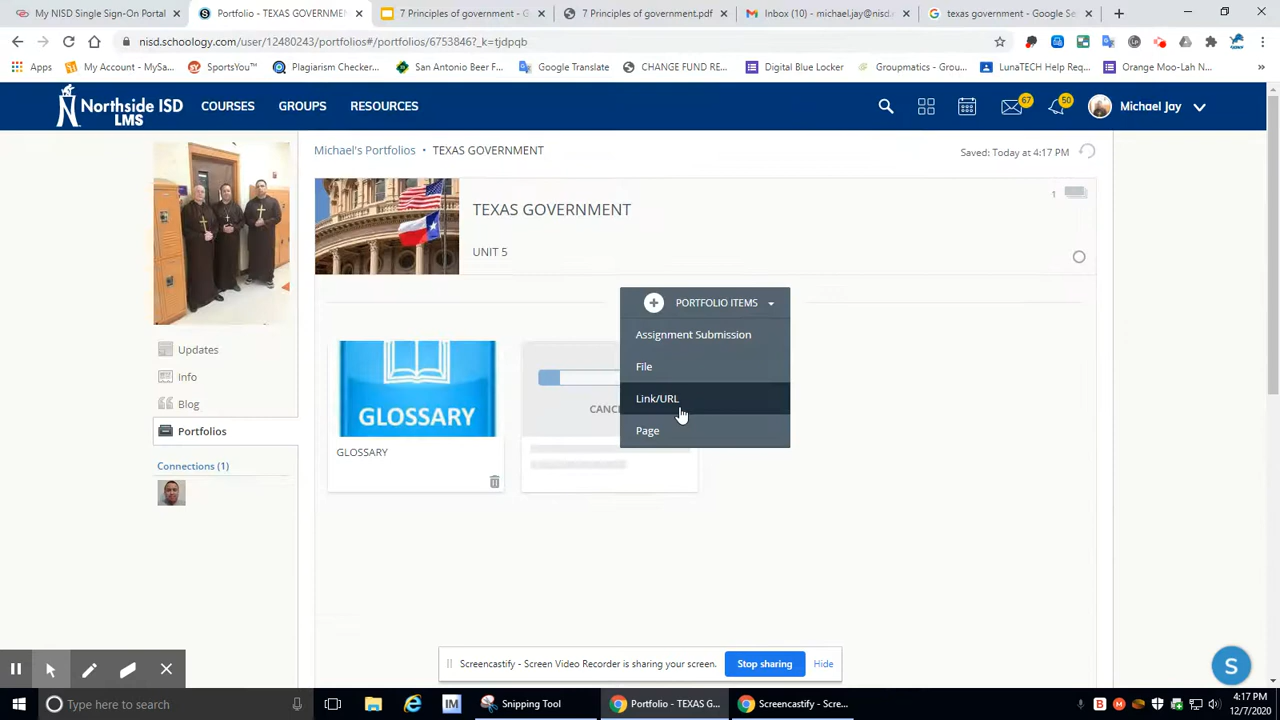 My NISD Single Sign-On Portal
Portfolio - TEXAS GOVERNMEN
7 Principles of government - G
7 Principles of government.pdf
Inbox (10) - michael.jay@nisd
texas government - Google Se
nisd.schoology.com/user/12480243/portfolios#/portfolios/6753846?_k=tjdpqb
Apps
My Account - MySa...
SportsYou™
Plagiarism Checker...
San Antonio Beer F...
Google Translate
CHANGE FUND RE...
Digital Blue Locker
Groupmatics - Grou...
LunaTECH Help Req...
Orange Moo-Lah N...
Northside ISD
LMS
COURSES
GROUPS
RESOURCES
67
50
Michael Jay
Michael's Portfolios • TEXAS GOVERNMENT
Saved: Today at 4:17 PM
TEXAS GOVERNMENT
1
UNIT 5
PORTFOLIO ITEMS
Assignment Submission
File
Link/URL
Page
Updates
Info
Blog
Portfolios
Connections (1)
GLOSSARY
GLOSSARY
CANC
Screencastify - Screen Video Recorder is sharing your screen.
Stop sharing
Hide
S
Type here to search
IM
Snipping Tool
Portfolio - TEXAS G...
Screencastify - Scre...
4:17 PM
12/7/2020